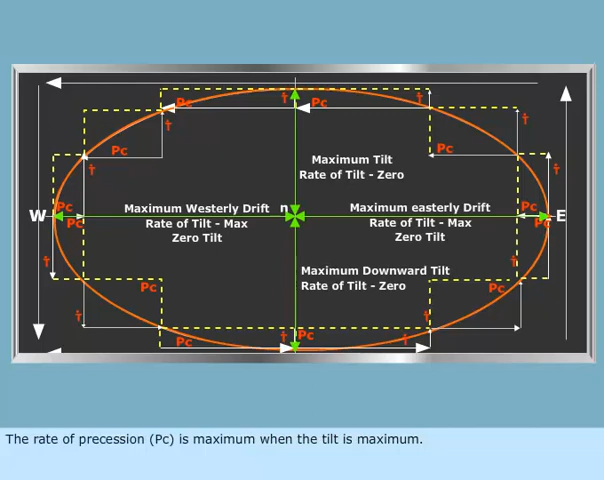 Pc † Pc †
† †
Pc Pc
† Maximum Tilt †
Rate of Tilt - Zero
W Pc Maximum Westerly Drift n Maximum easterly Drift Pc E
Pc Rate of Tilt - Max Rate of Tilt - Max Pc
Zero Tilt Zero Tilt
† †
Maximum Downward Tilt
Pc Rate of Tilt - Zero Pc
† †
Pc † Pc †
The rate of precession (Pc) is maximum when the tilt is maximum.